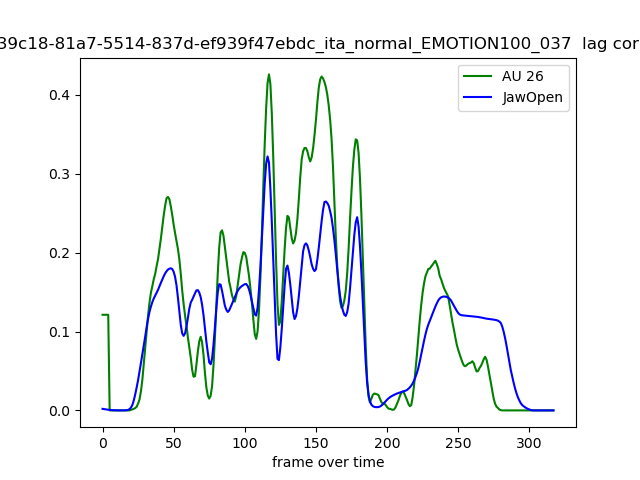 39c18-81a7-5514-837d-ef939f47ebdc_ita_normal_EMOTION100_037 lag cor
AU 26
JawOpen
0.4
0.3
0.2
0.1
0.0
0 50 100 150 200 250 300
frame over time